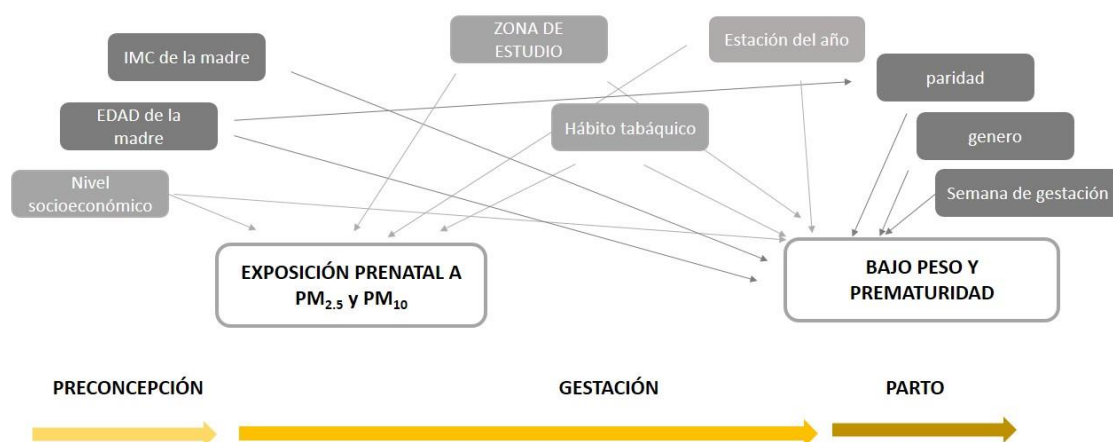 ZONA DE
ESTUDIO
Estación del año
IMC de la madre
paridad
EDAD de la
madre
Hábito tabáquico
genero
Nivel
socioeconómico
Semana de gestación
EXPOSICIÓN PRENATAL A
PM2.5 y PM10
BAJO PESO Y
PREMATURIDAD
PRECONCEPCIÓN
GESTACIÓN
PARTO